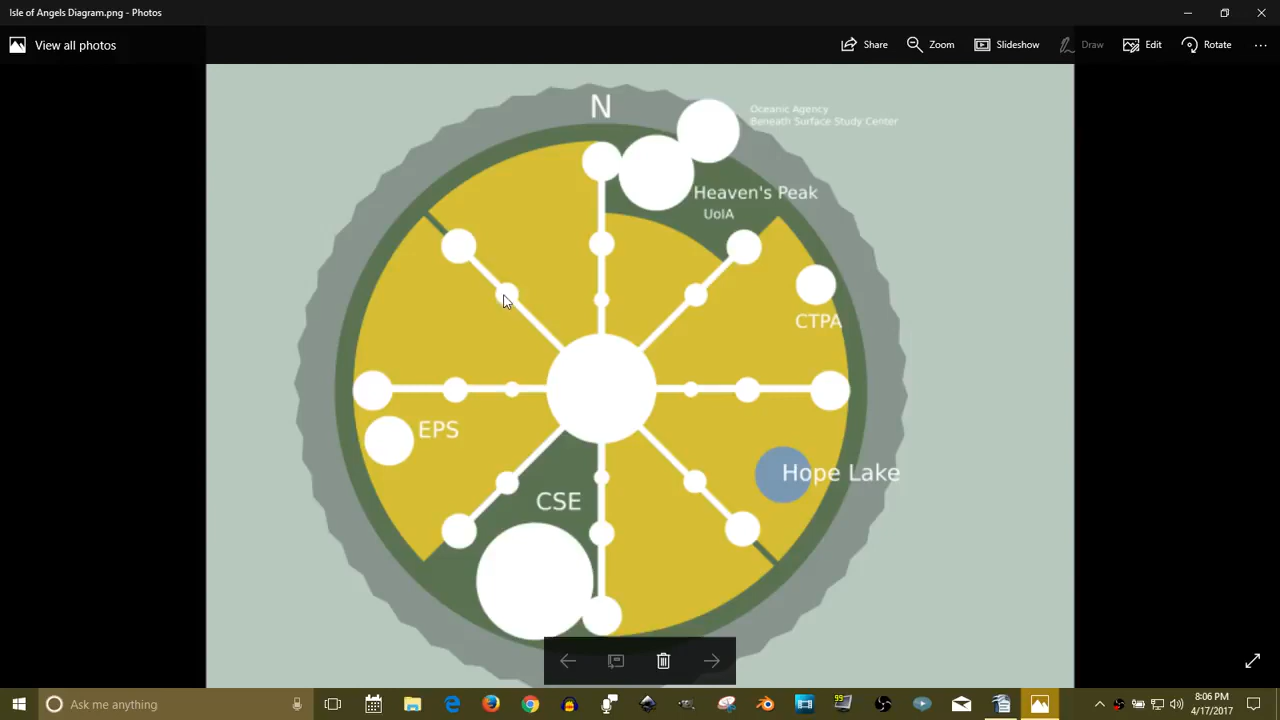 Isle of Angels Diagram.png - Photos
View all photos
Share
Zoom
Slideshow
Draw
Edit
Rotate
N
Oceanic Agency
Beneath Surface Study Center
Heaven's Peak
UoIA
CTPA
EPS
Hope Lake
CSE
Ask me anything
99
8:06 PM
4/17/2017